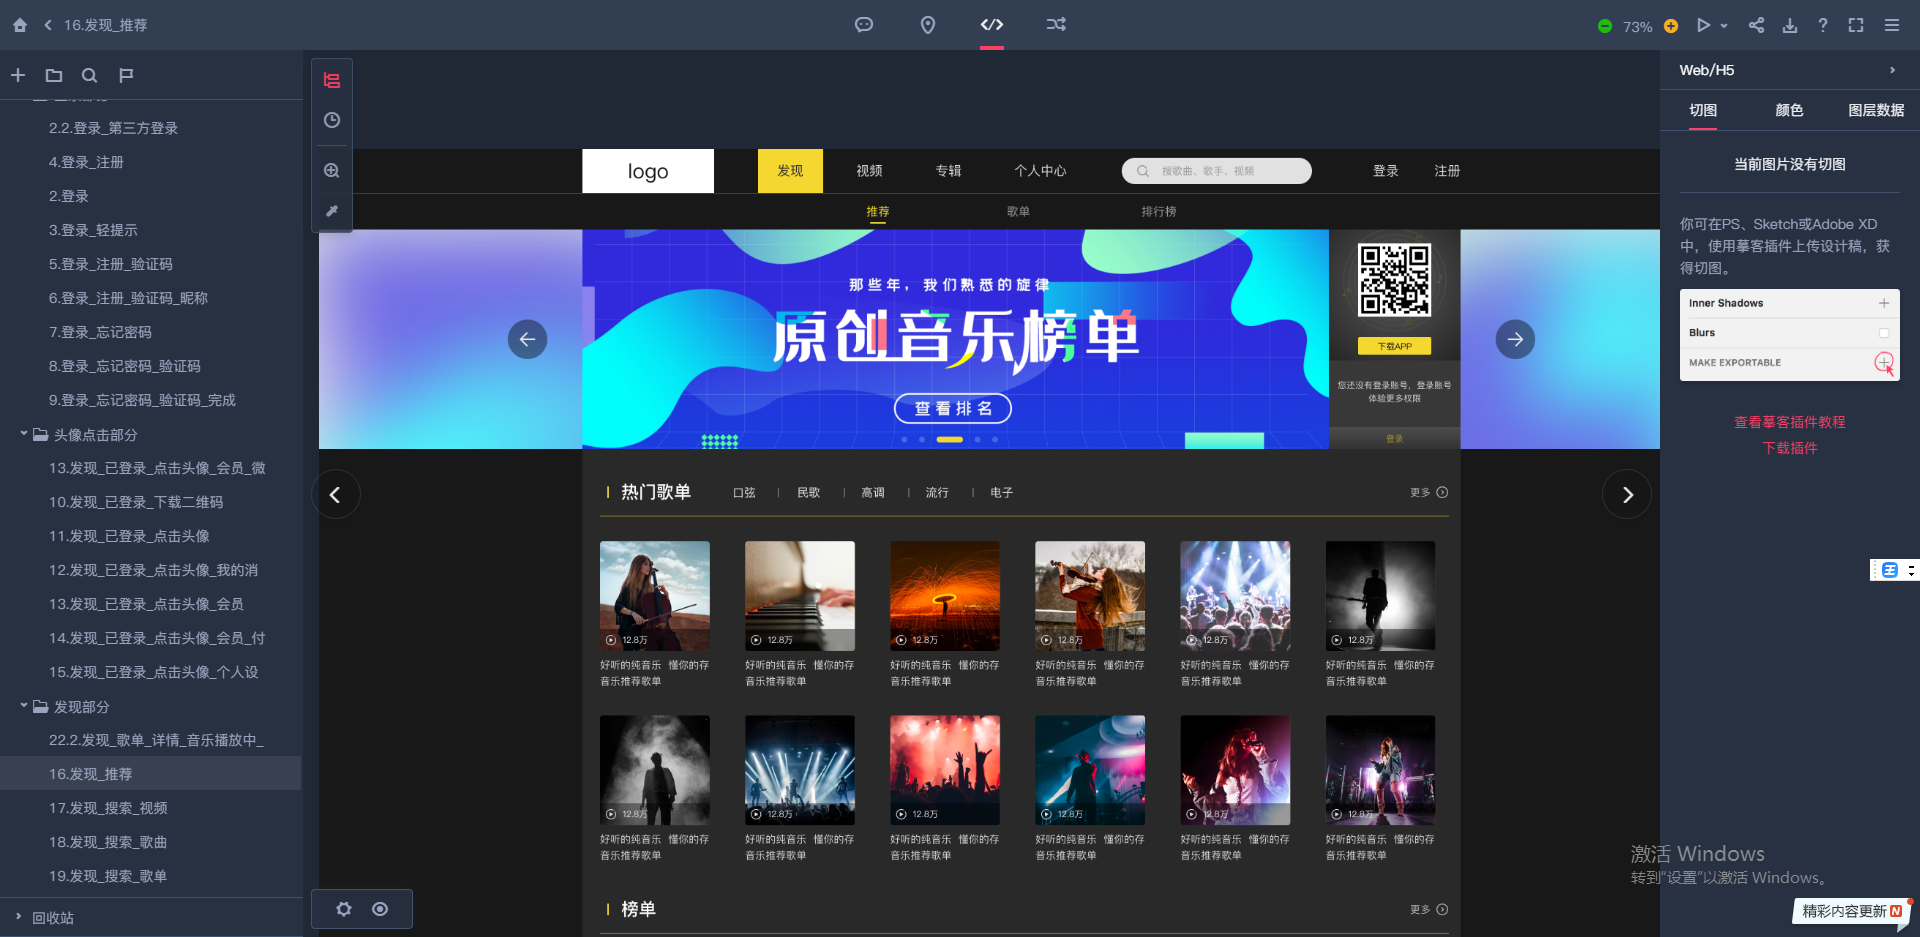 16.发现_推荐
73%
2.2.登录_第三方登录
4.登录_注册
2.登录
3.登录_轻提示
5.登录_注册_验证码
6.登录_注册_验证码_昵称
7.登录_忘记密码
8.登录_忘记密码_验证码
9.登录_忘记密码_验证码_完成
头像点击部分
13.发现_已登录_点击头像_会员_微
10.发现_已登录_下载二维码
11.发现_已登录_点击头像
12.发现_已登录_点击头像_我的消
13.发现_已登录_点击头像_会员
14.发现_已登录_点击头像_会员_付
15.发现_已登录_点击头像_个人设
发现部分
22.2.发现_歌单_详情_音乐播放中_
16.发现_推荐
17.发现_搜索_视频
18.发现_搜索_歌曲
19.发现_搜索_歌单
回收站
logo 发现 视频 专辑 个人中心 搜歌曲、歌手、视频 登录 注册
推荐 歌单 排行榜
那些年，我们熟悉的旋律
原创音乐榜单
查看排名
下载APP
您还没有登录账号，登录账号
体验更多权限
登录
热门歌单 口弦 | 民歌 | 高调 | 流行 | 电子 更多
12.8万 12.8万 12.8万 12.8万 12.8万 12.8万
好听的纯音乐 懂你的存 好听的纯音乐 懂你的存 好听的纯音乐 懂你的存 好听的纯音乐 懂你的存 好听的纯音乐 懂你的存 好听的纯音乐 懂你的存
音乐推荐歌单 音乐推荐歌单 音乐推荐歌单 音乐推荐歌单 音乐推荐歌单 音乐推荐歌单
12.8万 12.8万 12.8万 12.8万 12.8万 12.8万
好听的纯音乐 懂你的存 好听的纯音乐 懂你的存 好听的纯音乐 懂你的存 好听的纯音乐 懂你的存 好听的纯音乐 懂你的存 好听的纯音乐 懂你的存
音乐推荐歌单 音乐推荐歌单 音乐推荐歌单 音乐推荐歌单 音乐推荐歌单 音乐推荐歌单
榜单 更多
Web/H5
切图 颜色 图层数据
当前图片没有切图
你可在PS、Sketch或Adobe XD
中，使用摹客插件上传设计稿，获
得切图。
Inner Shadows
Blurs
MAKE EXPORTABLE
查看摹客插件教程
下载插件
激活 Windows
转到“设置”以激活 Windows。
精彩内容更新